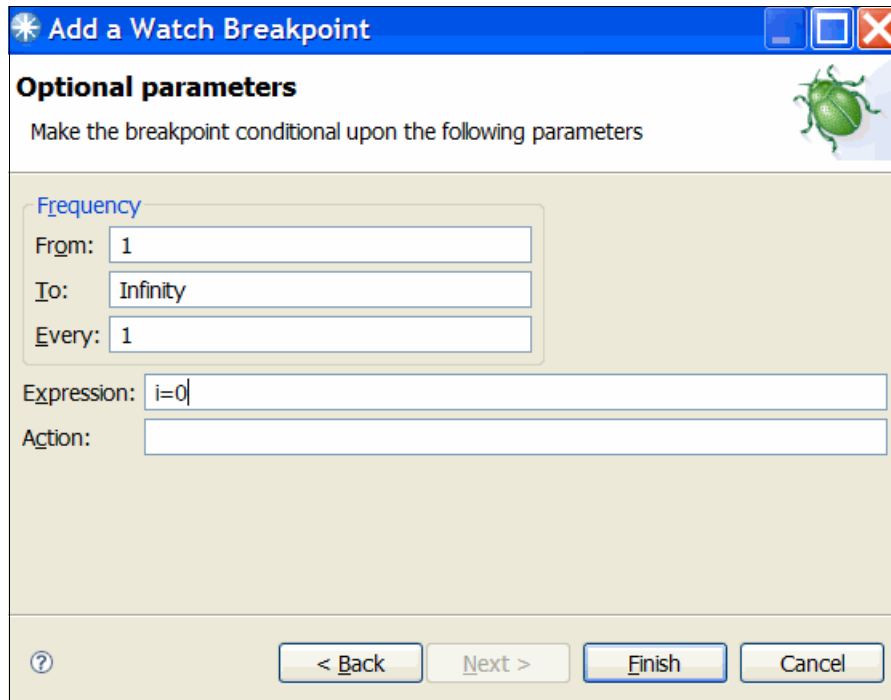 Add a Watch Breakpoint
Optional parameters
Make the breakpoint conditional upon the following parameters
Frequency
From: 1
To: Infinity
Every: 1
Expression: i=0
Action:
? < Back Next > Finish Cancel